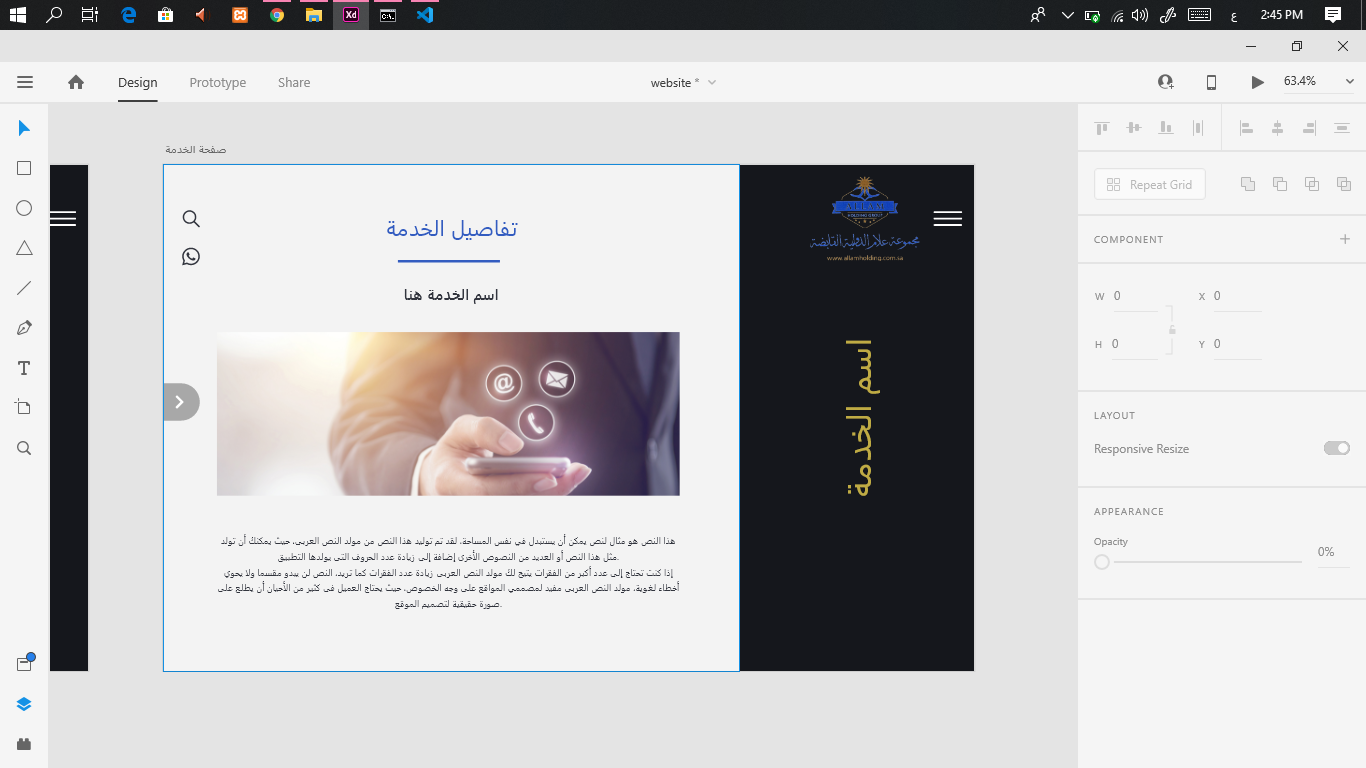 ع
2:45 PM
Design
Prototype
Share
website *
63.4%
صفحة الخدمة
تفاصيل الخدمة
اسم الخدمة هنا
@
هذا النص هو مثال لنص يمكن أن يستبدل في نفس المساحة، لقد تم توليد هذا النص من مولد النص العربى، حيث يمكنك أن تولد
مثل هذا النص أو العديد من النصوص الأخرى إضافة إلى زيادة عدد الحروف التى يولدها التطبيق.
إذا كنت تحتاج إلى عدد أكبر من الفقرات يتيح لك مولد النص العربى زيادة عدد الفقرات كما تريد، النص لن يبدو مقسما ولا يحوي
أخطاء لغوية، مولد النص العربى مفيد لمصممي المواقع على وجه الخصوص، حيث يحتاج العميل فى كثير من الأحيان أن يطلع على
صورة حقيقية لتصميم الموقع.
ALLAM
HOLDING GROUP
مجموعة علام الدولية القابضة
www.allamholding.com.sa
اسم الخدمة
Repeat Grid
COMPONENT
W 0
X 0
H 0
Y 0
LAYOUT
Responsive Resize
APPEARANCE
Opacity
0%
Xd
C:\.
T